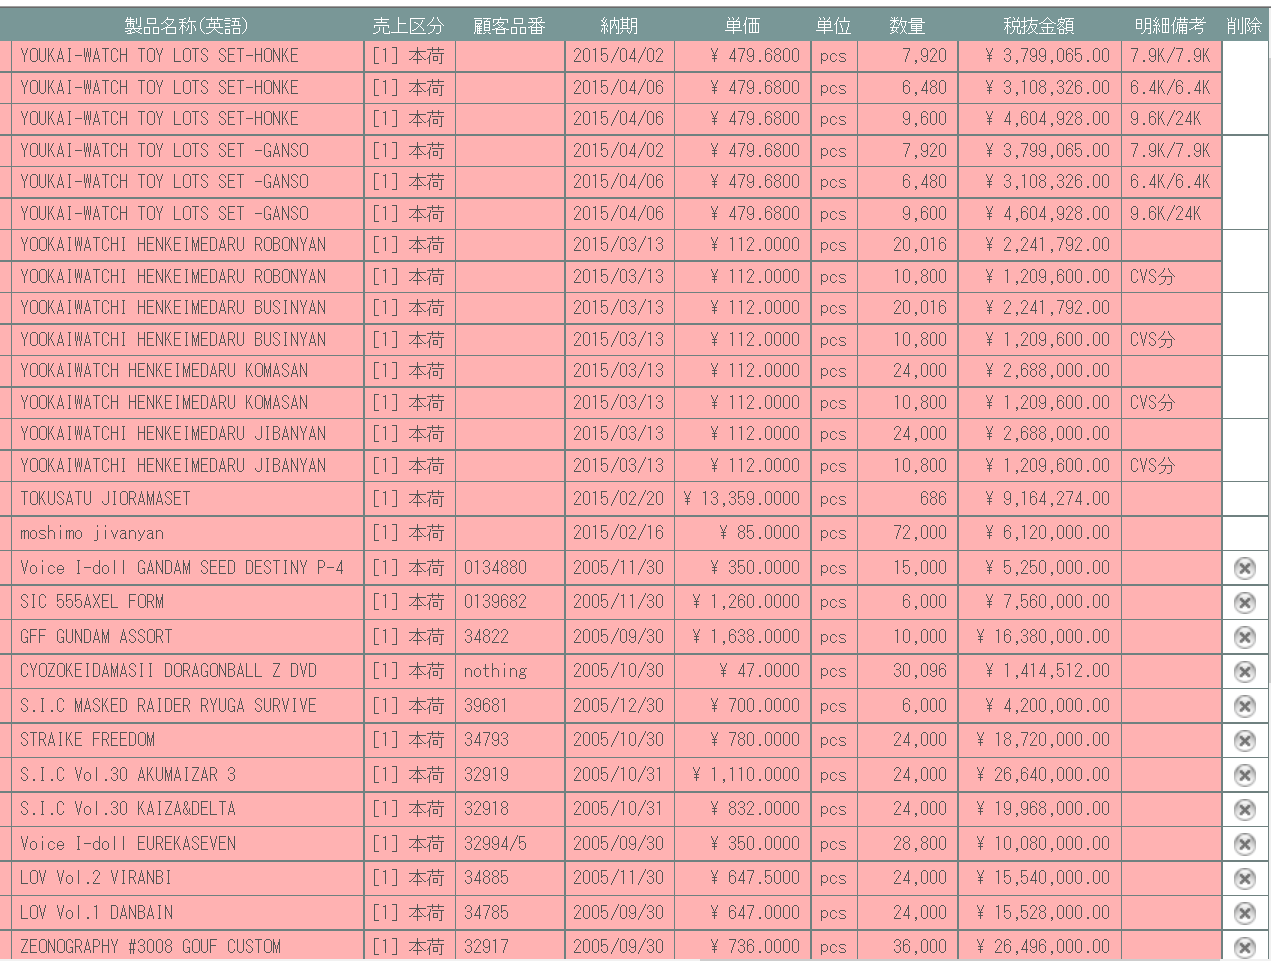 製品名称(英語) 売上区分 顧客品番 納期 単価 単位 数量 税抜金額 明細備考 削除
YOUKAI-WATCH TOY LOTS SET-HONKE [1] 本荷 2015/04/02 ¥ 479.6800 pcs 7,920 ¥ 3,799,065.00 7.9K/7.9K
YOUKAI-WATCH TOY LOTS SET-HONKE [1] 本荷 2015/04/06 ¥ 479.6800 pcs 6,480 ¥ 3,108,326.00 6.4K/6.4K
YOUKAI-WATCH TOY LOTS SET-HONKE [1] 本荷 2015/04/06 ¥ 479.6800 pcs 9,600 ¥ 4,604,928.00 9.6K/24K
YOUKAI-WATCH TOY LOTS SET -GANSO [1] 本荷 2015/04/02 ¥ 479.6800 pcs 7,920 ¥ 3,799,065.00 7.9K/7.9K
YOUKAI-WATCH TOY LOTS SET -GANSO [1] 本荷 2015/04/06 ¥ 479.6800 pcs 6,480 ¥ 3,108,326.00 6.4K/6.4K
YOUKAI-WATCH TOY LOTS SET -GANSO [1] 本荷 2015/04/06 ¥ 479.6800 pcs 9,600 ¥ 4,604,928.00 9.6K/24K
YOOKAIWATCHI HENKEIMEDARU ROBONYAN [1] 本荷 2015/03/13 ¥ 112.0000 pcs 20,016 ¥ 2,241,792.00
YOOKAIWATCHI HENKEIMEDARU ROBONYAN [1] 本荷 2015/03/13 ¥ 112.0000 pcs 10,800 ¥ 1,209,600.00 CVS分
YOOKAIWATCHI HENKEIMEDARU BUSINYAN [1] 本荷 2015/03/13 ¥ 112.0000 pcs 20,016 ¥ 2,241,792.00
YOOKAIWATCHI HENKEIMEDARU BUSINYAN [1] 本荷 2015/03/13 ¥ 112.0000 pcs 10,800 ¥ 1,209,600.00 CVS分
YOOKAIWATCH HENKEIMEDARU KOMASAN [1] 本荷 2015/03/13 ¥ 112.0000 pcs 24,000 ¥ 2,688,000.00
YOOKAIWATCH HENKEIMEDARU KOMASAN [1] 本荷 2015/03/13 ¥ 112.0000 pcs 10,800 ¥ 1,209,600.00 CVS分
YOOKAIWATCHI HENKEIMEDARU JIBANYAN [1] 本荷 2015/03/13 ¥ 112.0000 pcs 24,000 ¥ 2,688,000.00
YOOKAIWATCHI HENKEIMEDARU JIBANYAN [1] 本荷 2015/03/13 ¥ 112.0000 pcs 10,800 ¥ 1,209,600.00 CVS分
TOKUSATU JIORAMASET [1] 本荷 2015/02/20 ¥ 13,359.0000 pcs 686 ¥ 9,164,274.00
moshimo jivanyan [1] 本荷 2015/02/16 ¥ 85.0000 pcs 72,000 ¥ 6,120,000.00
Voice I-doll GANDAM SEED DESTINY P-4 [1] 本荷 0134880 2005/11/30 ¥ 350.0000 pcs 15,000 ¥ 5,250,000.00
SIC 555AXEL FORM [1] 本荷 0139682 2005/11/30 ¥ 1,260.0000 pcs 6,000 ¥ 7,560,000.00
GFF GUNDAM ASSORT [1] 本荷 34822 2005/09/30 ¥ 1,638.0000 pcs 10,000 ¥ 16,380,000.00
CYOZOKEIDAMASII DORAGONBALL Z DVD [1] 本荷 nothing 2005/10/30 ¥ 47.0000 pcs 30,096 ¥ 1,414,512.00
S.I.C MASKED RAIDER RYUGA SURVIVE [1] 本荷 39681 2005/12/30 ¥ 700.0000 pcs 6,000 ¥ 4,200,000.00
STRAIKE FREEDOM [1] 本荷 34793 2005/10/30 ¥ 780.0000 pcs 24,000 ¥ 18,720,000.00
S.I.C Vol.30 AKUMAIZAR 3 [1] 本荷 32919 2005/10/31 ¥ 1,110.0000 pcs 24,000 ¥ 26,640,000.00
S.I.C Vol.30 KAIZA&DELTA [1] 本荷 32918 2005/10/31 ¥ 832.0000 pcs 24,000 ¥ 19,968,000.00
Voice I-doll EUREKASEVEN [1] 本荷 32994/5 2005/09/30 ¥ 350.0000 pcs 28,800 ¥ 10,080,000.00
LOV Vol.2 VIRANBI [1] 本荷 34885 2005/11/30 ¥ 647.5000 pcs 24,000 ¥ 15,540,000.00
LOV Vol.1 DANBAIN [1] 本荷 34785 2005/09/30 ¥ 647.0000 pcs 24,000 ¥ 15,528,000.00
ZEONOGRAPHY #3008 GOUF CUSTOM [1] 本荷 32917 2005/09/30 ¥ 736.0000 pcs 36,000 ¥ 26,496,000.00